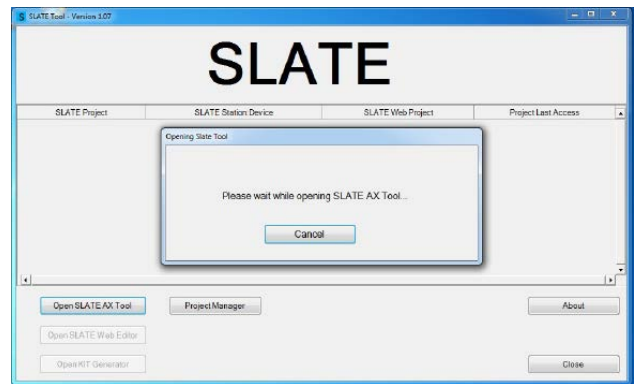 SLATE Tool - Version 1.07
SLATE
SLATE Project SLATE Station Device SLATE Web Project Project Last Access
Opening Slate Tool
Please wait while opening SLATE AX Tool...
Cancel
Open SLATE AX Tool Project Manager About
Open SLATE Web Editor
Open KIT Generator Close